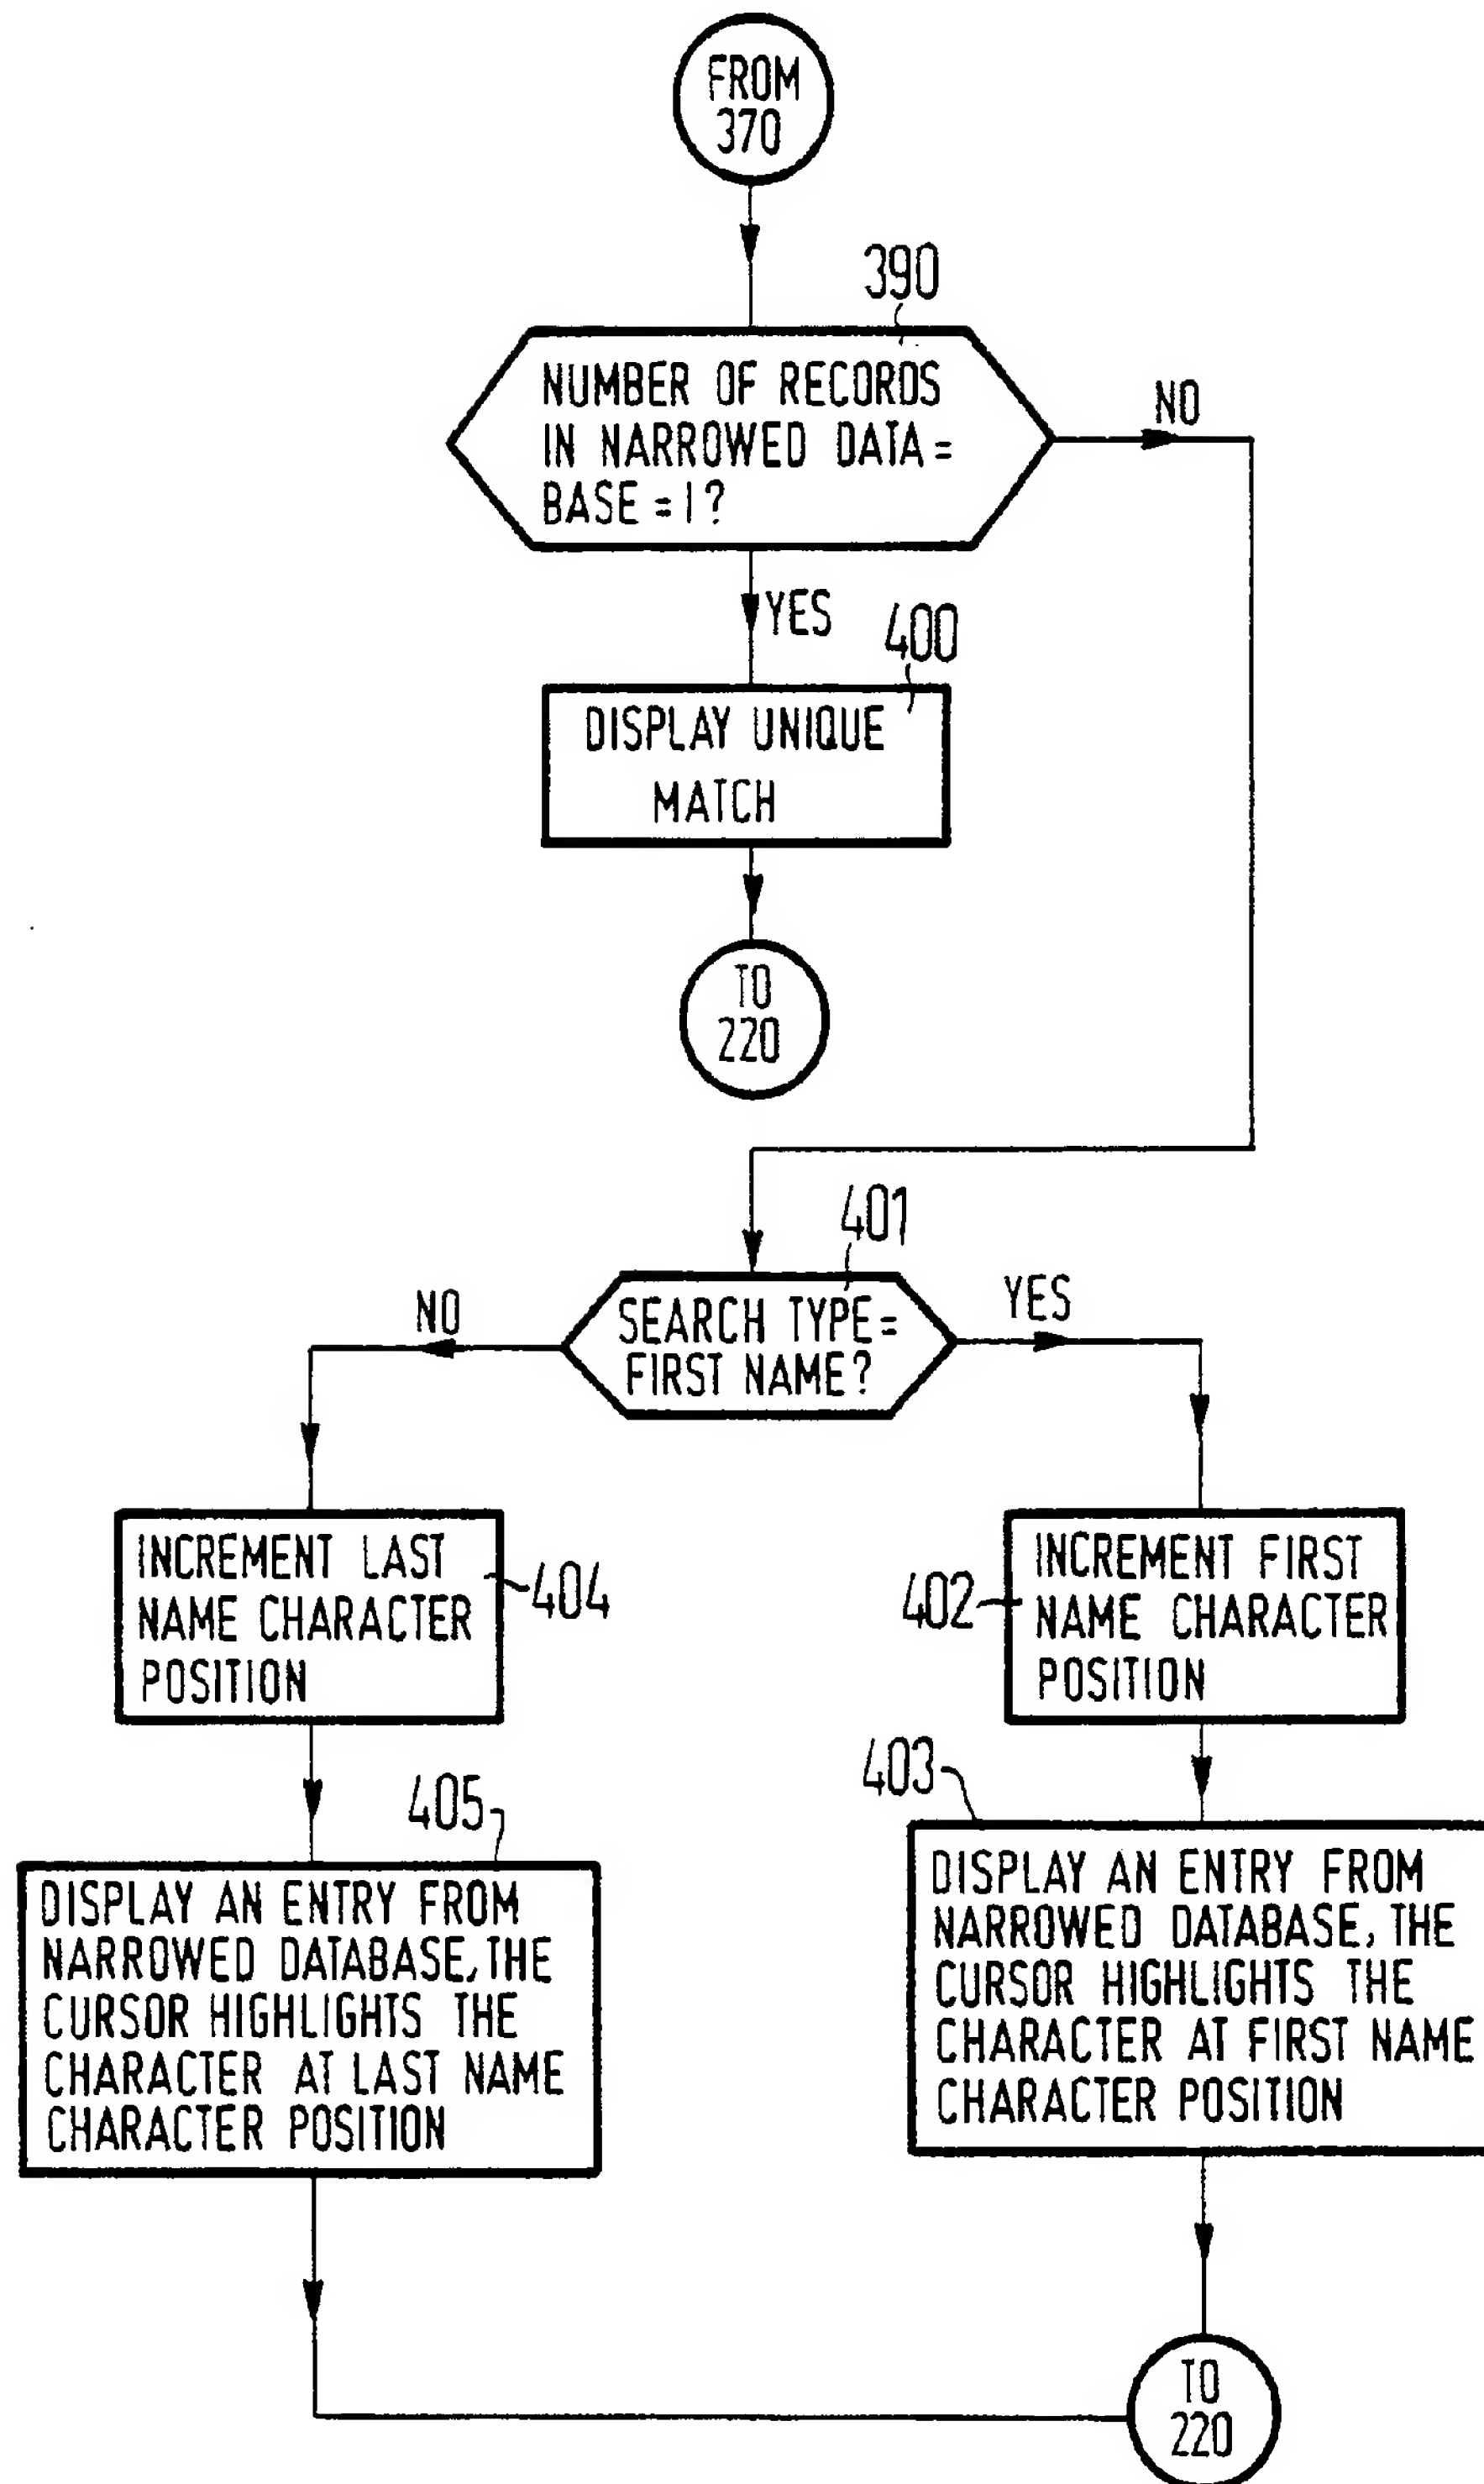 FROM
370
390
NUMBER OF RECORDS
IN NARROWED DATA=
BASE = 1?
NO
YES
400
DISPLAY UNIQUE
MATCH
TO
220
401
SEARCH TYPE=
FIRST NAME?
NO
YES
INCREMENT LAST
NAME CHARACTER
POSITION
404
402
INCREMENT FIRST
NAME CHARACTER
POSITION
405
DISPLAY AN ENTRY FROM
NARROWED DATABASE, THE
CURSOR HIGHLIGHTS THE
CHARACTER AT LAST NAME
CHARACTER POSITION
403
DISPLAY AN ENTRY FROM
NARROWED DATABASE, THE
CURSOR HIGHLIGHTS THE
CHARACTER AT FIRST NAME
CHARACTER POSITION
TO
220